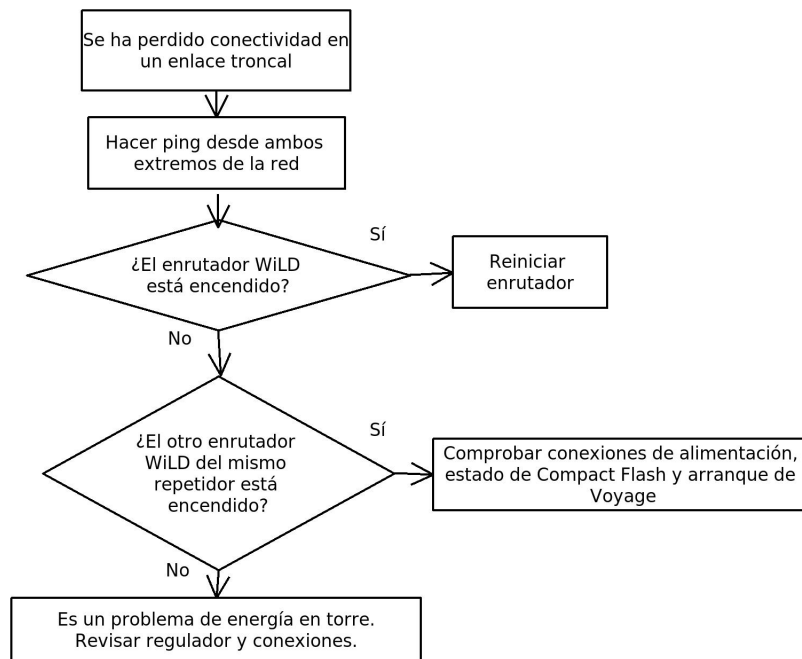 Se ha perdido conectividad en
un enlace troncal
Hacer ping desde ambos
extremos de la red
Sí
¿El enrutador WiLD
está encendido?
Reiniciar
enrutador
No
Sí
¿El otro enrutador
WiLD del mismo
repetidor está
encendido?
Comprobar conexiones de alimentación,
estado de Compact Flash y arranque de
Voyage
No
Es un problema de energía en torre.
Revisar regulador y conexiones.